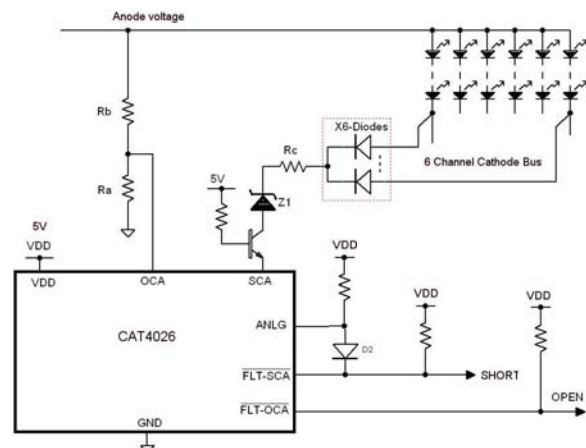 Anode voltage
Rb
X6-Diodes
Rc
6 Channel Cathode Bus
Ra
5V
Z1
5V
VDD
VDD
OCA
SCA
VDD
VDD
VDD
ANLG
CAT4026
D2
FLT-SCA
SHORT
FLT-OCA
OPEN
GND